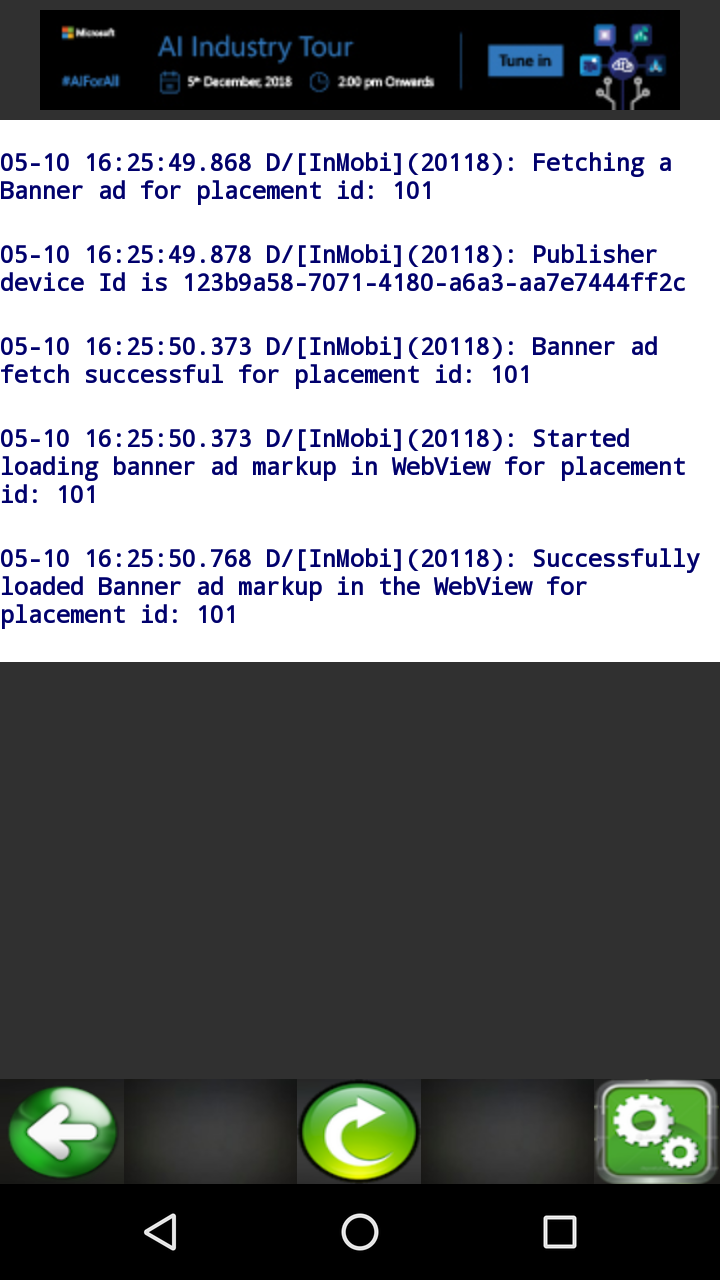 Microsoft
AI Industry Tour
Tune in
#AIForAll
5th December, 2018
2:00 pm Onwards
05-10 16:25:49.868 D/[InMobi](20118): Fetching a
Banner ad for placement id: 101
05-10 16:25:49.878 D/[InMobi](20118): Publisher
device Id is 123b9a58-7071-4180-a6a3-aa7e7444ff2c
05-10 16:25:50.373 D/[InMobi](20118): Banner ad
fetch successful for placement id: 101
05-10 16:25:50.373 D/[InMobi](20118): Started
loading banner ad markup in WebView for placement
id: 101
05-10 16:25:50.768 D/[InMobi](20118): Successfully
loaded Banner ad markup in the WebView for
placement id: 101